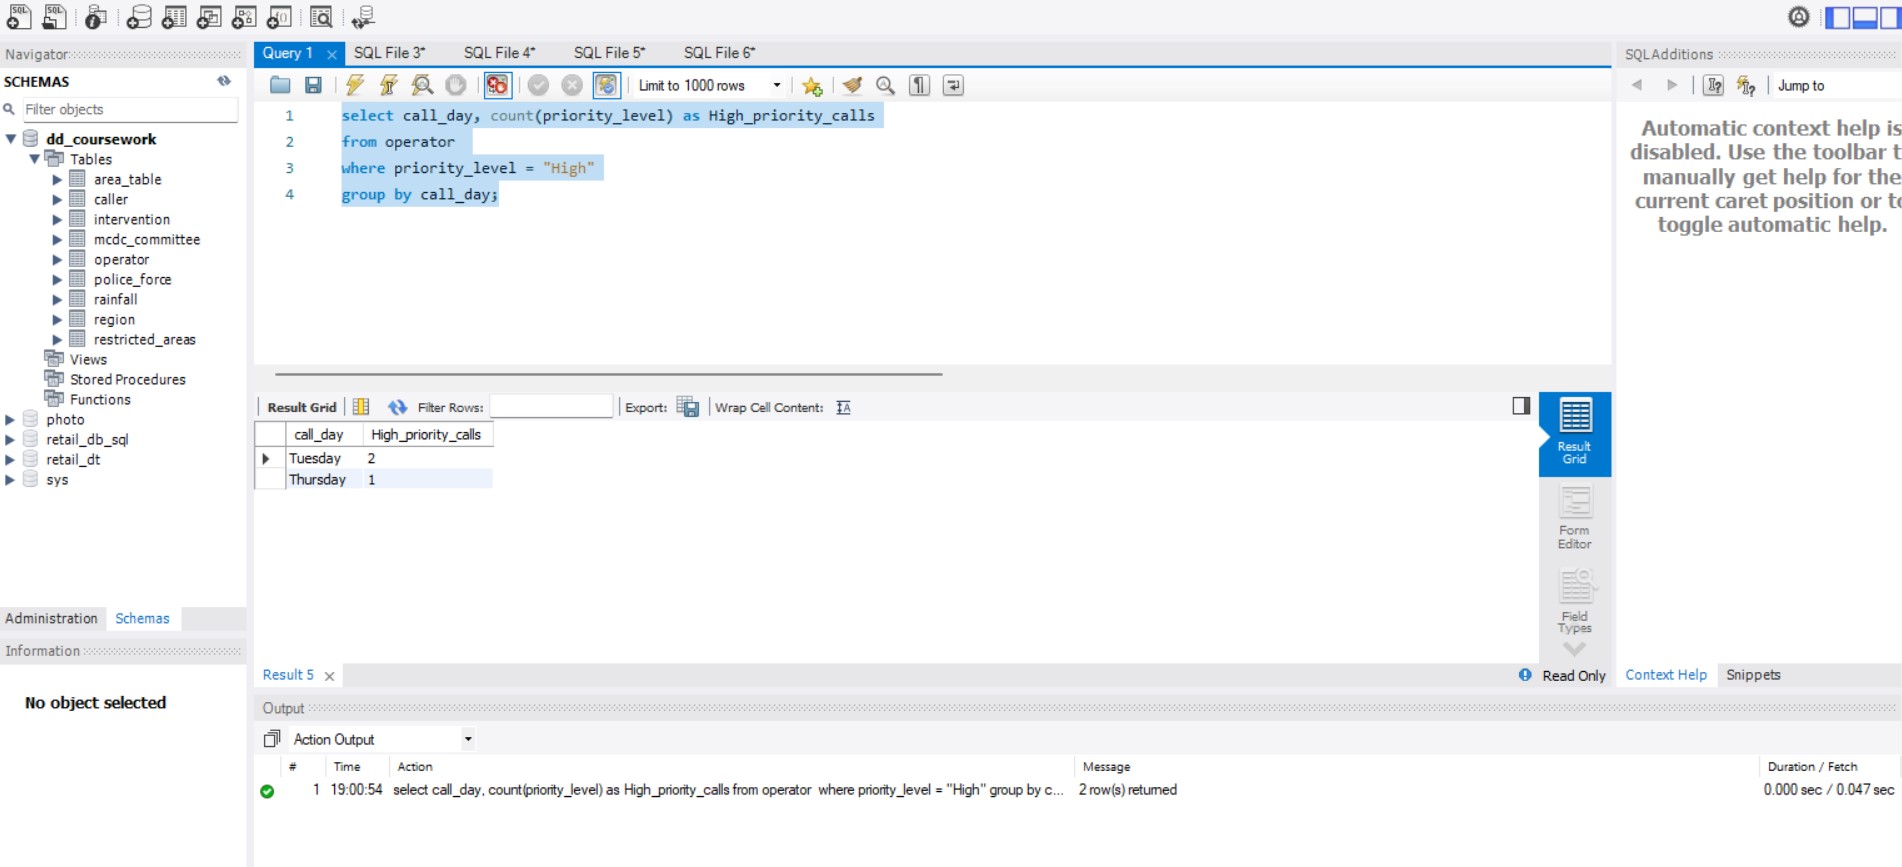 Navigator
SCHEMAS
Filter objects
dd_coursework
Tables
area_table
caller
intervention
mcdc_committee
operator
police_force
rainfall
region
restricted_areas
Views
Stored Procedures
Functions
photo
retail_db_sql
retail_dt
sys
Administration Schemas
Information
No object selected
Query 1 SQL File 3* SQL File 4* SQL File 5* SQL File 6*
Limit to 1000 rows
1 select call_day, count(priority_level) as High_priority_calls
2 from operator
3 where priority_level = "High"
4 group by call_day;
Result Grid Filter Rows: Export: Wrap Cell Content:
call_day High_priority_calls
Tuesday 2
Thursday 1
Result
Grid
Form
Editor
Field
Types
Result 5 Read Only
Output
Action Output
# Time Action Message Duration / Fetch
1 19:00:54 select call_day, count(priority_level) as High_priority_calls from operator where priority_level = "High" group by c... 2 row(s) returned 0.000 sec / 0.047 sec
SQLAdditions
Jump to
Automatic context help is
disabled. Use the toolbar t
manually get help for the
current caret position or to
toggle automatic help.
Context Help Snippets